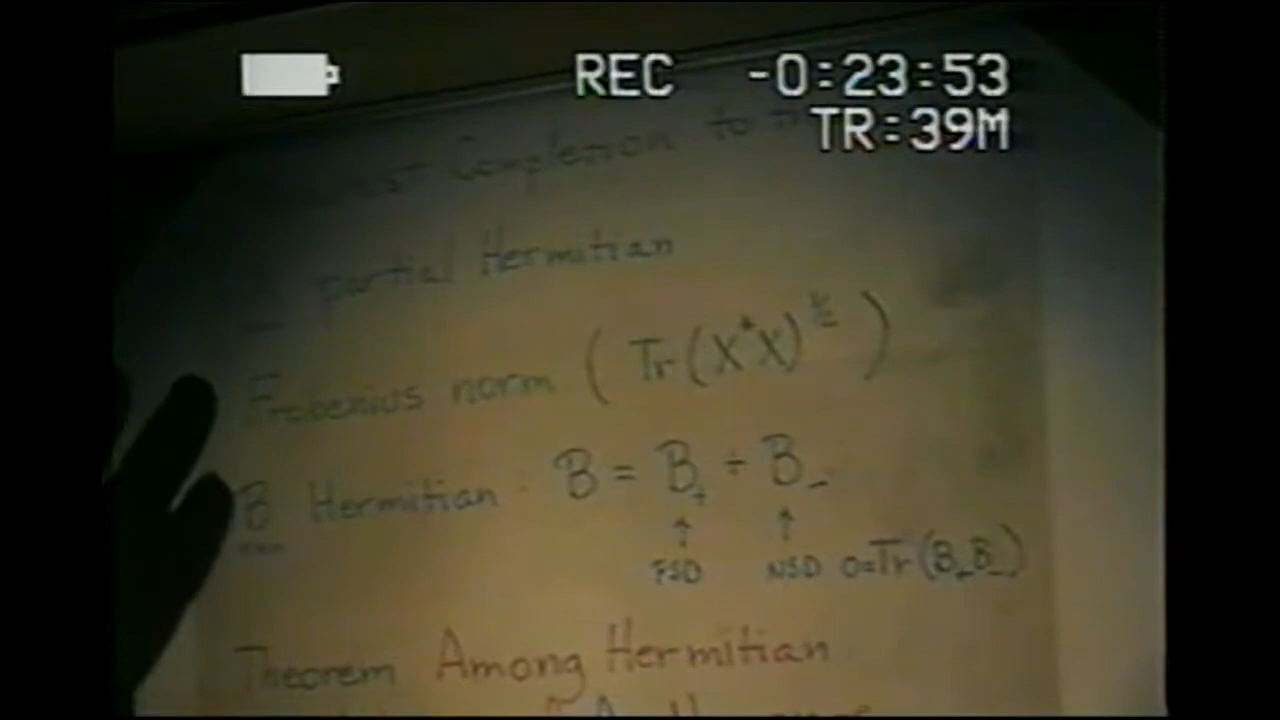 REC -0:23:53
TR:39M
Completion to
partial Hermitian
Frobenius norm ( Tr(X*X)^½ )
B Hermitian : B = B₊ + B₋
↑ ↑
PSD NSD 0=Tr(B₊B₋)
Theorem Among Hermitian